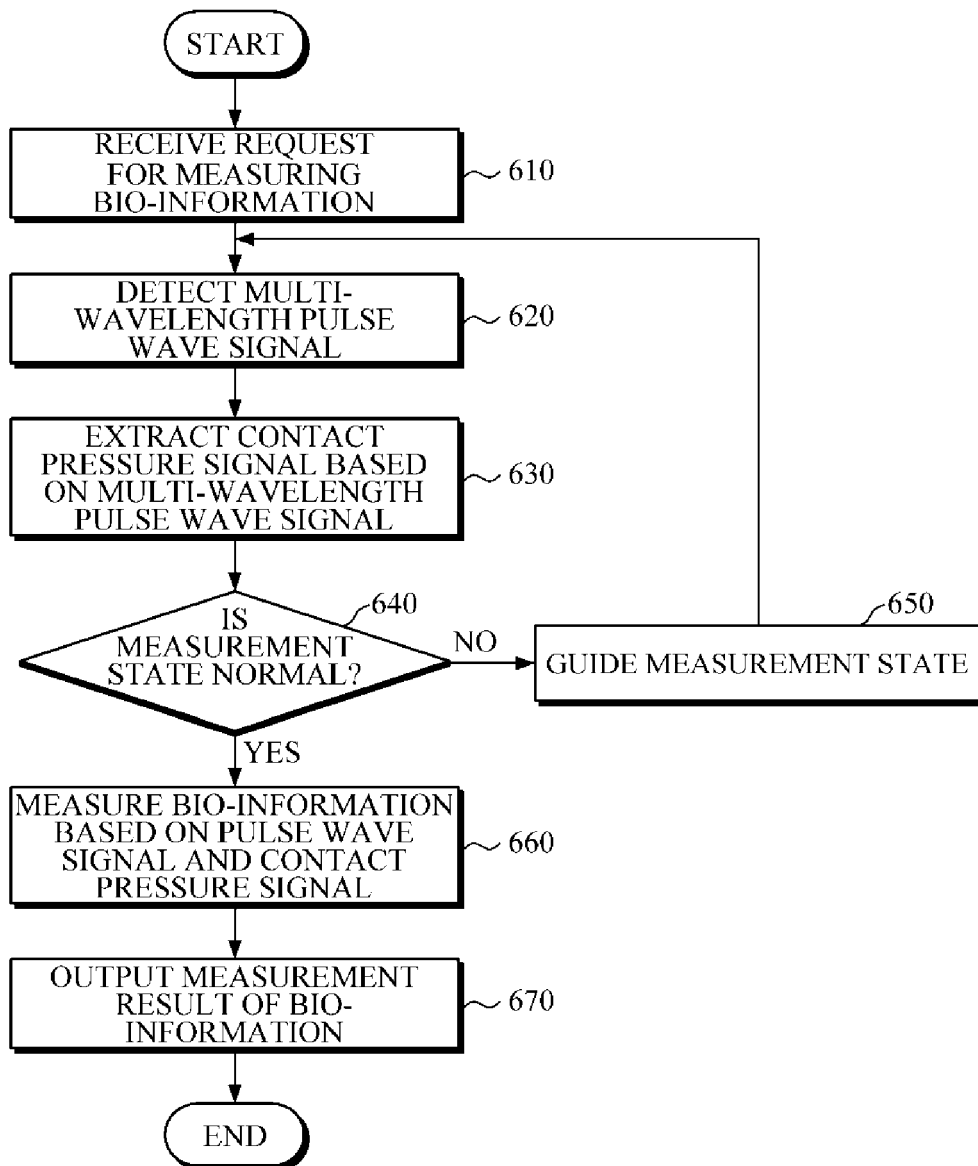 START
RECEIVE REQUEST
FOR MEASURING
BIO-INFORMATION
610
DETECT MULTI-
WAVELENGTH PULSE
WAVE SIGNAL
620
EXTRACT CONTACT
PRESSURE SIGNAL BASED
ON MULTI-WAVELENGTH
PULSE WAVE SIGNAL
630
IS
MEASUREMENT
STATE NORMAL?
640
NO
650
GUIDE MEASUREMENT STATE
YES
MEASURE BIO-INFORMATION
BASED ON PULSE WAVE
SIGNAL AND CONTACT
PRESSURE SIGNAL
660
OUTPUT MEASUREMENT
RESULT OF BIO-
INFORMATION
670
END